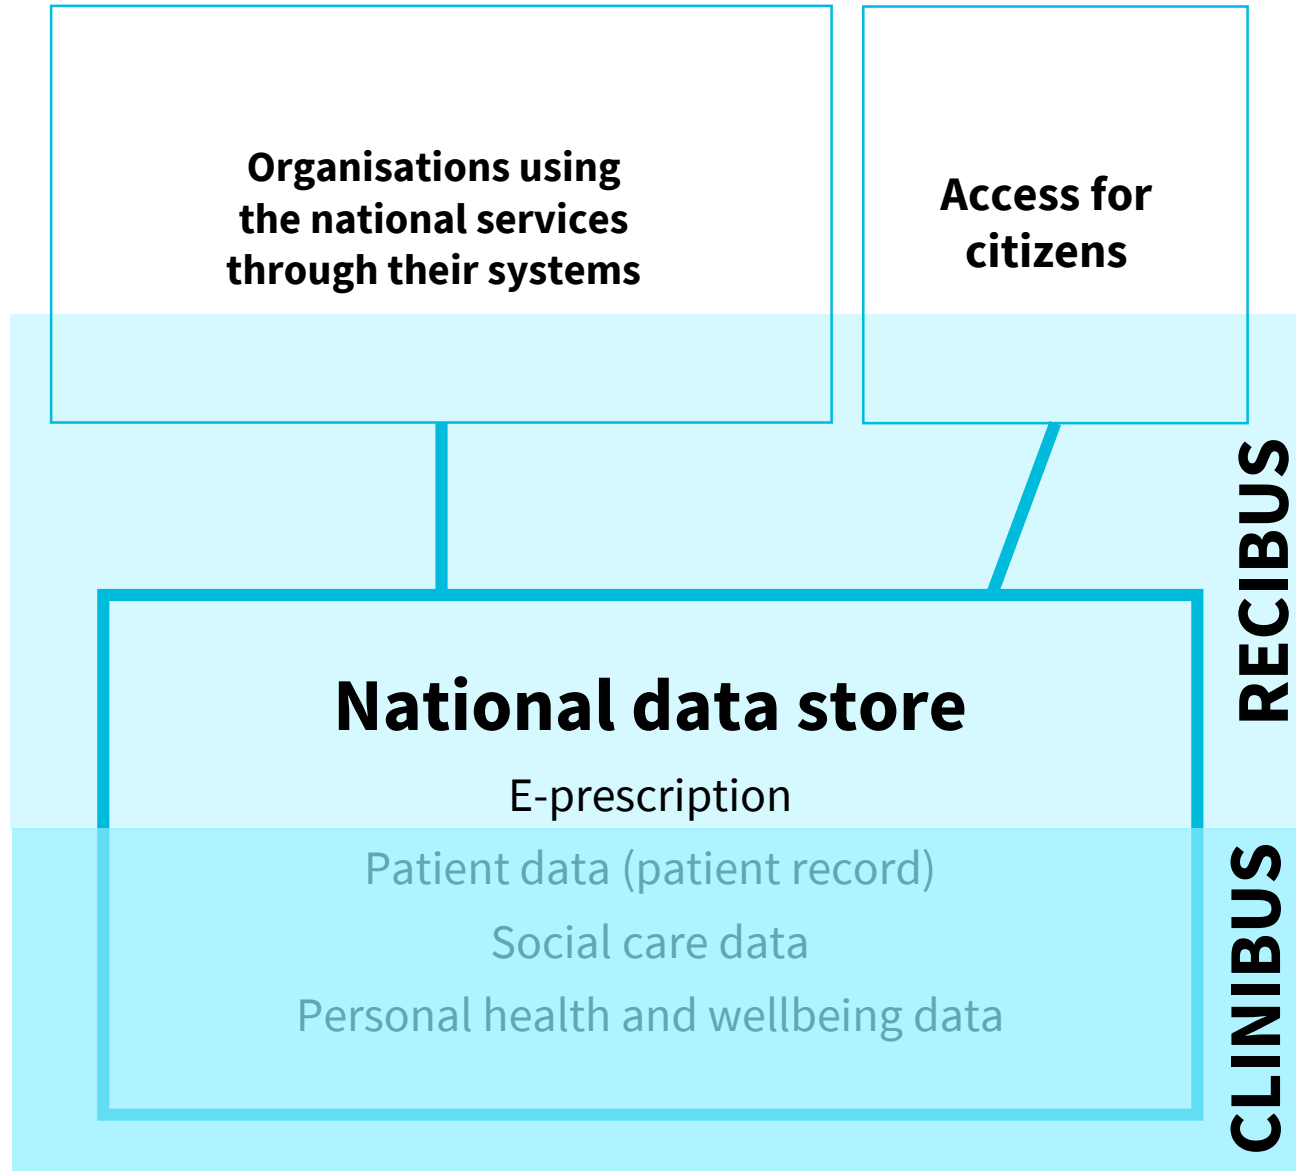 Organisations using
the national services
through their systems
Access for
citizens
RECIBUS
National data store
E-prescription
Patient data (patient record)
Social care data
Personal health and wellbeing data
CLINIBUS